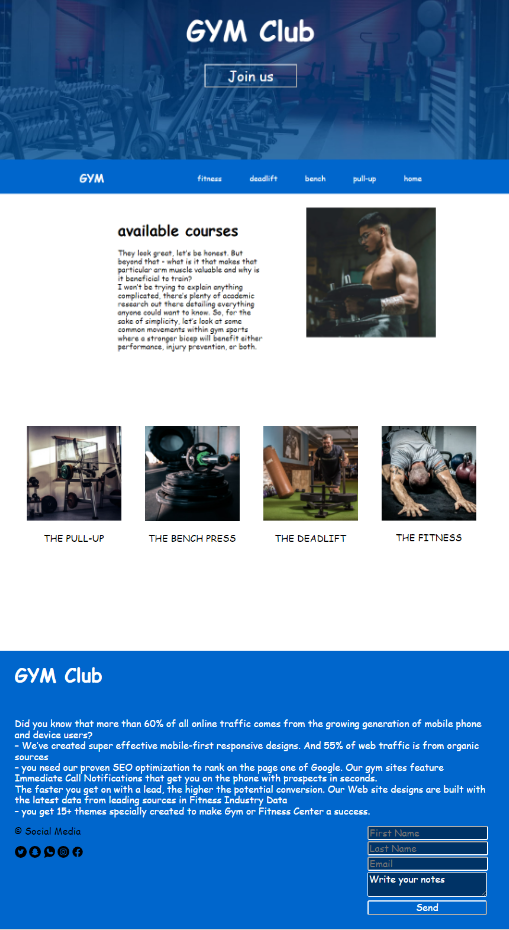 GYM Club
Join us
GYM
fitness
deadlift
bench
pull-up
home
available courses
They look great, let's be honest. But
beyond that - what is it that makes that
particular arm muscle valuable and why is
it beneficial to train?
I won't be trying to explain anything
complicated, there's plenty of academic
research out there detailing everything
anyone could want to know. So, for the
sake of simplicity, let's look at some
common movements within gym sports
where a stronger bicep will benefit either
performance, injury prevention, or both.
THE PULL-UP
THE BENCH PRESS
THE DEADLIFT
THE FITNESS
GYM Club
Did you know that more than 60% of all online traffic comes from the growing generation of mobile phone
and device users?
- We've created super effective mobile-first responsive designs. And 55% of web traffic is from organic
sources
- you need our proven SEO optimization to rank on the page one of Google. Our gym sites feature
Immediate Call Notifications that get you on the phone with prospects in seconds.
The faster you get on with a lead, the higher the potential conversion. Our Web site designs are built with
the latest data from leading sources in Fitness Industry Data
- you get 15+ themes specially created to make Gym or Fitness Center a success.
© Social Media
First Name
Last Name
Email
Write your notes
Send